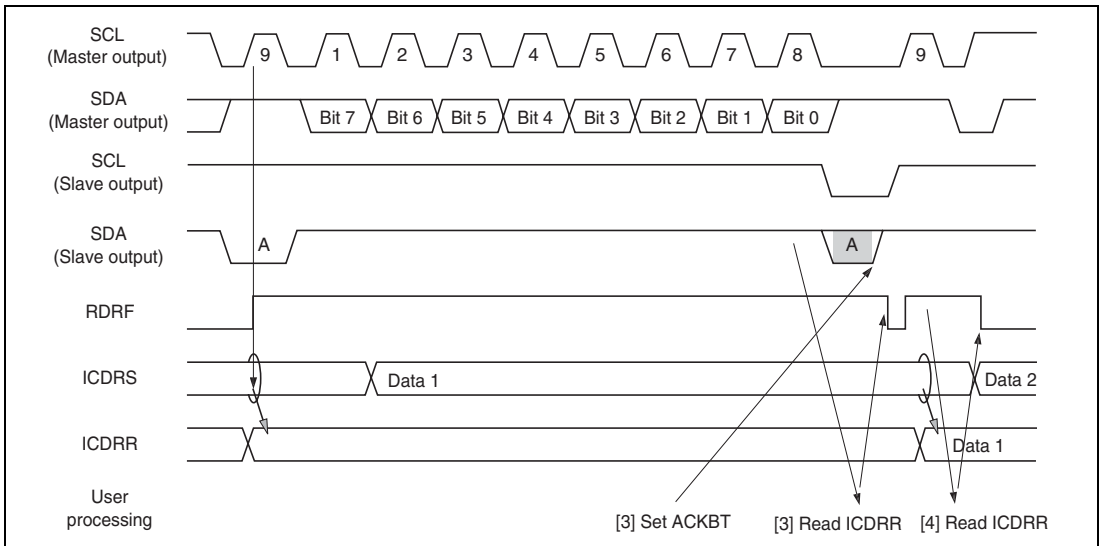 SCL
(Master output)
9 1 2 3 4 5 6 7 8 9
SDA
(Master output)
Bit 7 Bit 6 Bit 5 Bit 4 Bit 3 Bit 2 Bit 1 Bit 0
SCL
(Slave output)
SDA
(Slave output)
A A
RDRF
ICDRS
Data 1 Data 2
ICDRR
Data 1
User
processing
[3] Set ACKBT [3] Read ICDRR [4] Read ICDRR